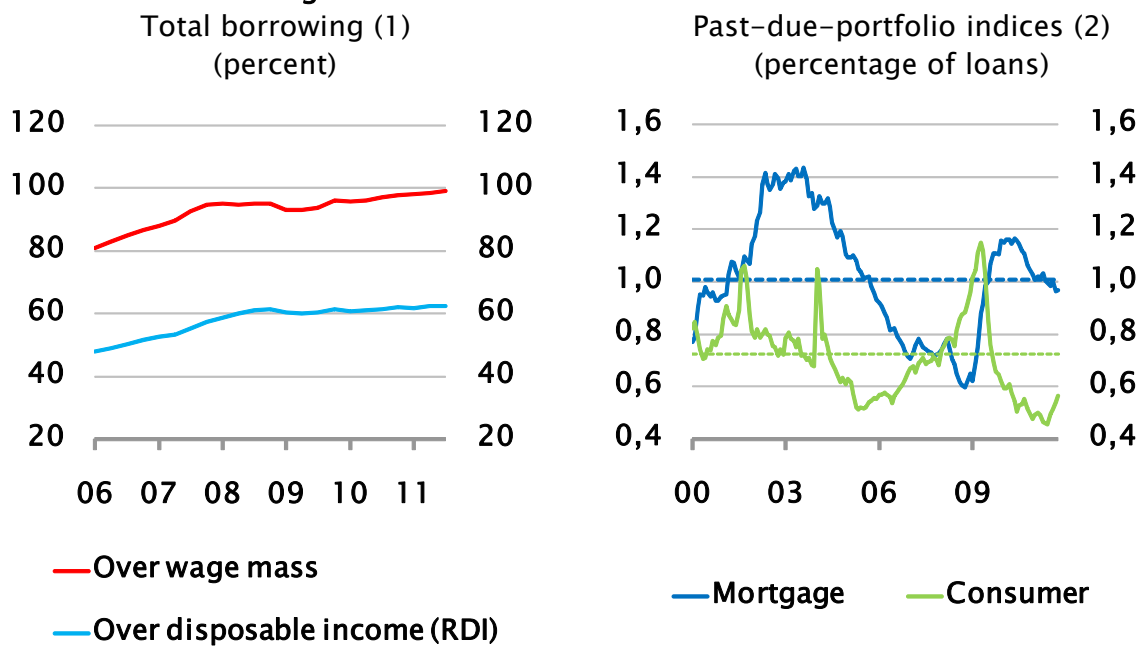 Total borrowing (1)
(percent)
120 120
100 100
80 80
60 60
40 40
20 20
06 07 08 09 10 11
Over wage mass
Over disposable income (RDI)
Past-due-portfolio indices (2)
(percentage of loans)
1,6 1,6
1,4 1,4
1,2 1,2
1,0 1,0
0,8 0,8
0,6 0,6
0,4 0,4
00 03 06 09
Mortgage Consumer